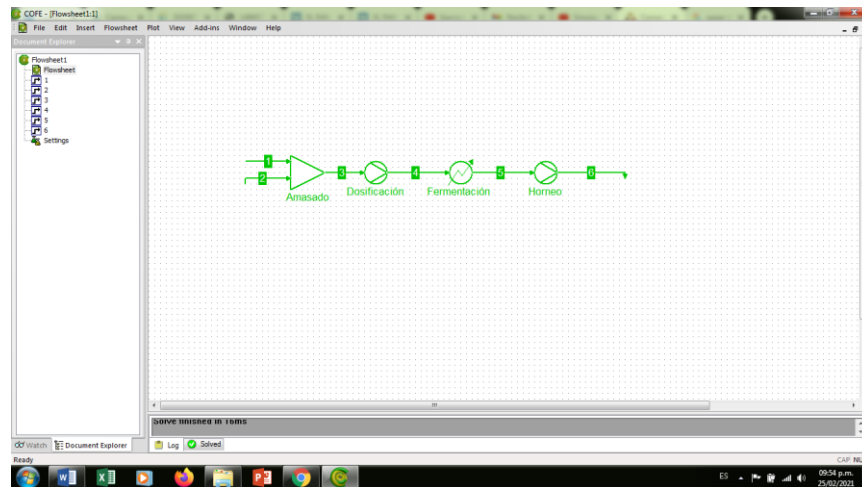 COFE - [Flowsheet1:1]
File Edit Insert Flowsheet Plot View Add-ins Window Help
Document Explorer
Flowsheet1
Flowsheet
1
2
3
4
5
6
Settings
1
2
3
4
5
6
Amasado
Dosificación
Fermentación
Horneo
Solve finished in 16ms
Watch
Document Explorer
Log
Solved
Ready
CAP
ES
09:54 p.m.
25/02/2021